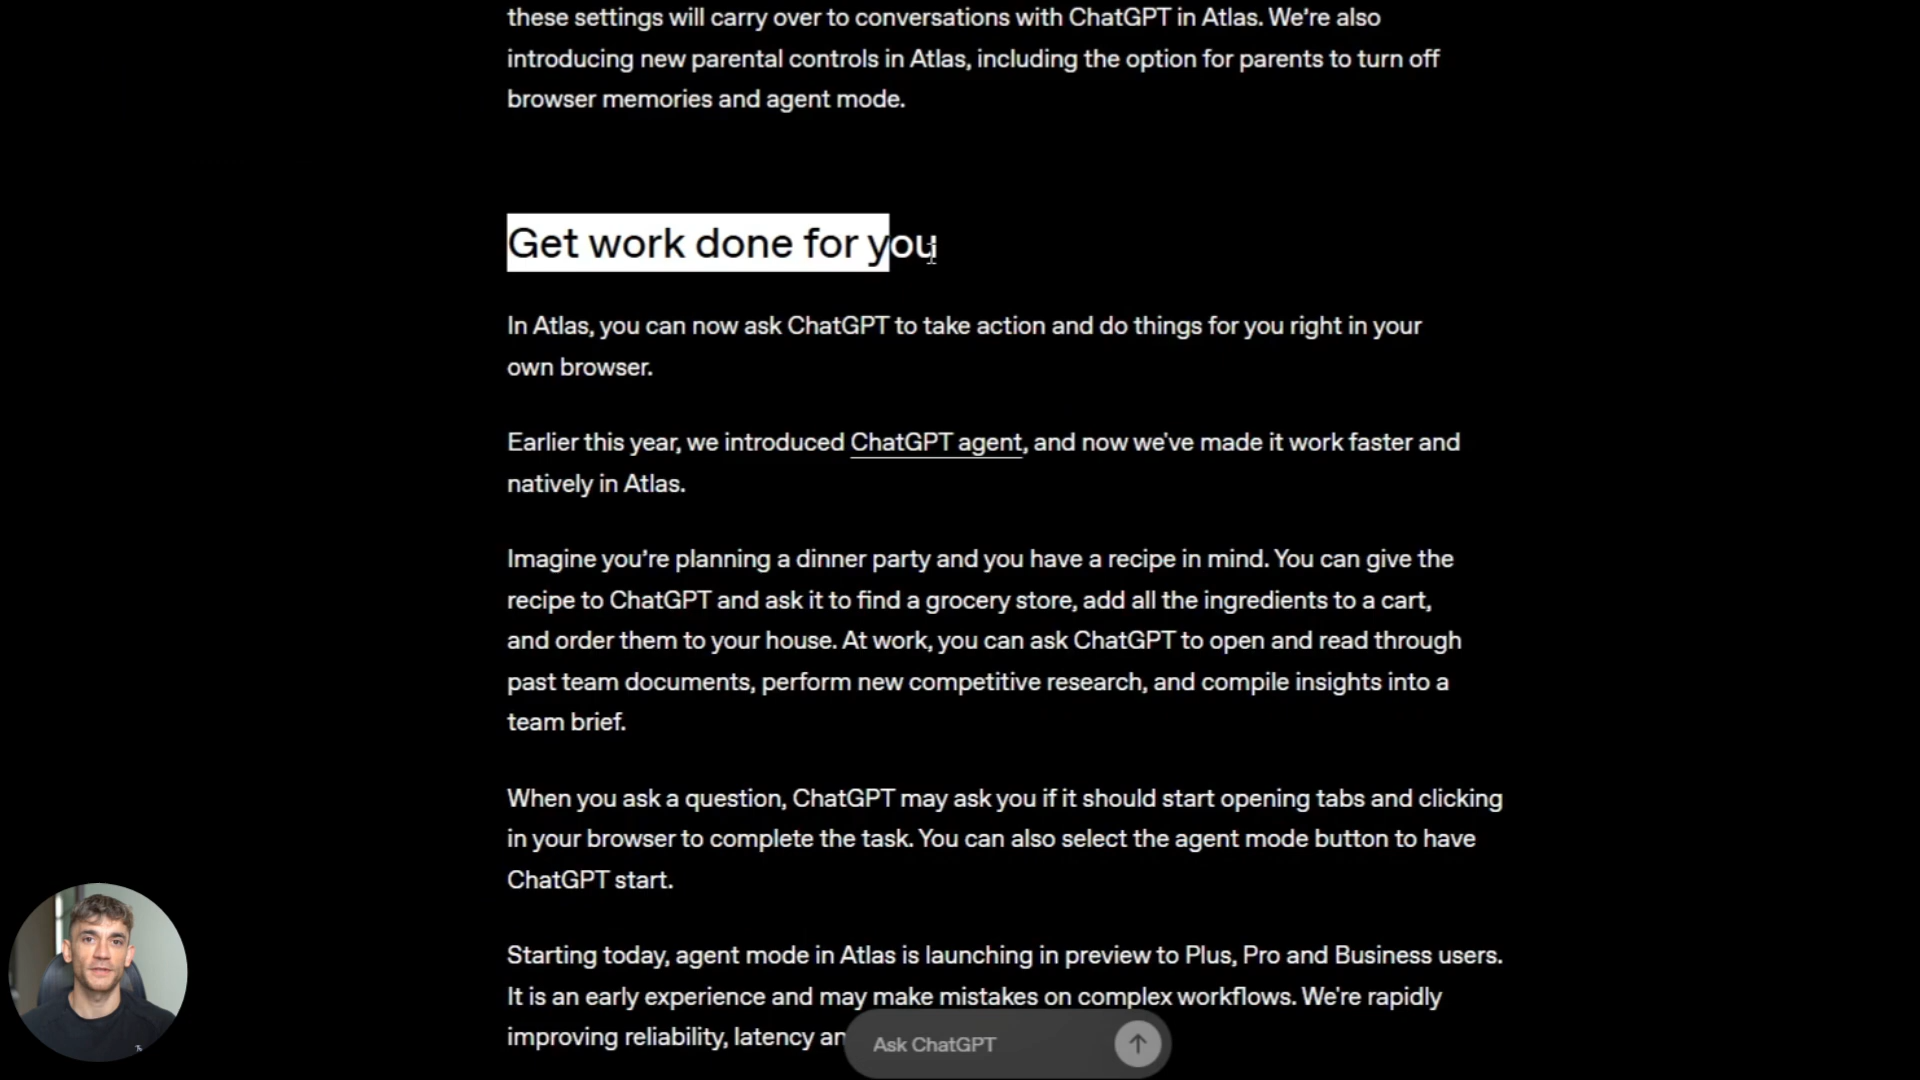 these settings will carry over to conversations with ChatGPT in Atlas. We’re also
introducing new parental controls in Atlas, including the option for parents to turn off
browser memories and agent mode.
Get work done for you
In Atlas, you can now ask ChatGPT to take action and do things for you right in your
own browser.
Earlier this year, we introduced ChatGPT agent, and now we've made it work faster and
natively in Atlas.
Imagine you’re planning a dinner party and you have a recipe in mind. You can give the
recipe to ChatGPT and ask it to find a grocery store, add all the ingredients to a cart,
and order them to your house. At work, you can ask ChatGPT to open and read through
past team documents, perform new competitive research, and compile insights into a
team brief.
When you ask a question, ChatGPT may ask you if it should start opening tabs and clicking
in your browser to complete the task. You can also select the agent mode button to have
ChatGPT start.
Starting today, agent mode in Atlas is launching in preview to Plus, Pro and Business users.
It is an early experience and may make mistakes on complex workflows. We're rapidly
improving reliability, latency
Ask ChatGPT